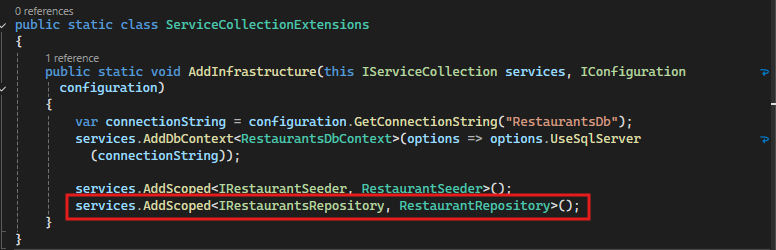 0 references
public static class ServiceCollectionExtensions
{
1 reference
public static void AddInfrastructure(this IServiceCollection services, IConfiguration
configuration)
{
var connectionString = configuration.GetConnectionString("RestaurantsDb");
services.AddDbContext<RestaurantsDbContext>(options => options.UseSqlServer
(connectionString));
services.AddScoped<IRestaurantSeeder, RestaurantSeeder>();
services.AddScoped<IRestaurantsRepository, RestaurantRepository>();
}
}